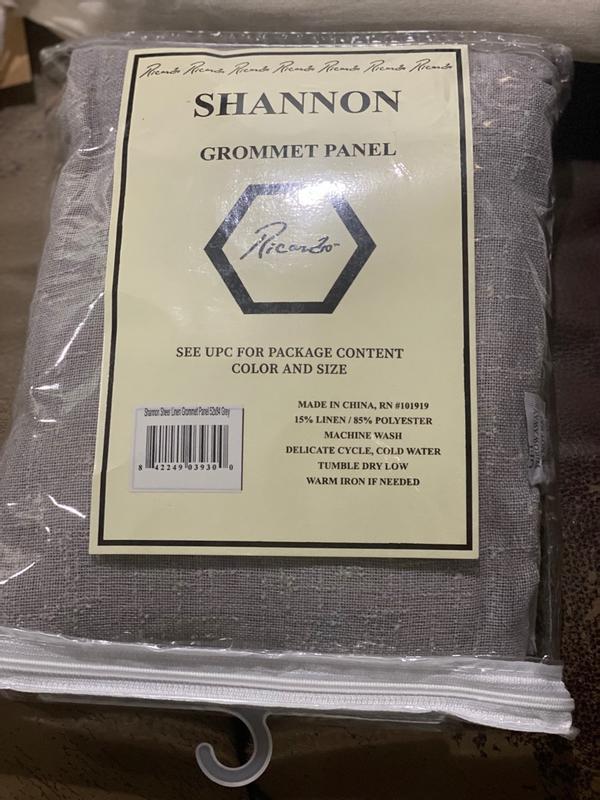 Ricardo Ricardo Ricardo Ricardo Ricardo Ricardo Ricardo
SHANNON
GROMMET PANEL
Ricardo
SEE UPC FOR PACKAGE CONTENT
COLOR AND SIZE
Shannon Sheer Linen Grommet Panel 52x84 Grey
8 42249 03930 0
MADE IN CHINA, RN #101919
15% LINEN / 85% POLYESTER
MACHINE WASH
DELICATE CYCLE, COLD WATER
TUMBLE DRY LOW
WARM IRON IF NEEDED